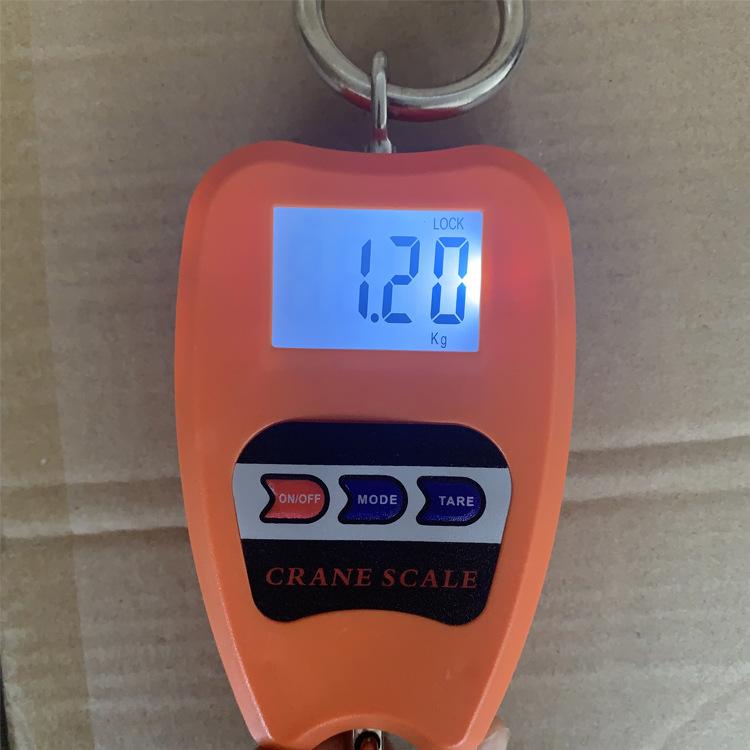 LOCK
1.20
Kg
ON/OFF MODE TARE
CRANE SCALE